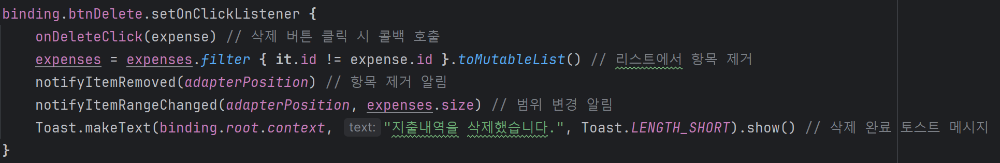 binding.btnDelete.setOnClickListener {
    onDeleteClick(expense) // 삭제 버튼 클릭 시 콜백 호출
    expenses = expenses.filter { it.id != expense.id }.toMutableList() // 리스트에서 항목 제거
    notifyItemRemoved(adapterPosition) // 항목 제거 알림
    notifyItemRangeChanged(adapterPosition, expenses.size) // 범위 변경 알림
    Toast.makeText(binding.root.context, text: "지출내역을 삭제했습니다.", Toast.LENGTH_SHORT).show() // 삭제 완료 토스트 메시지
}